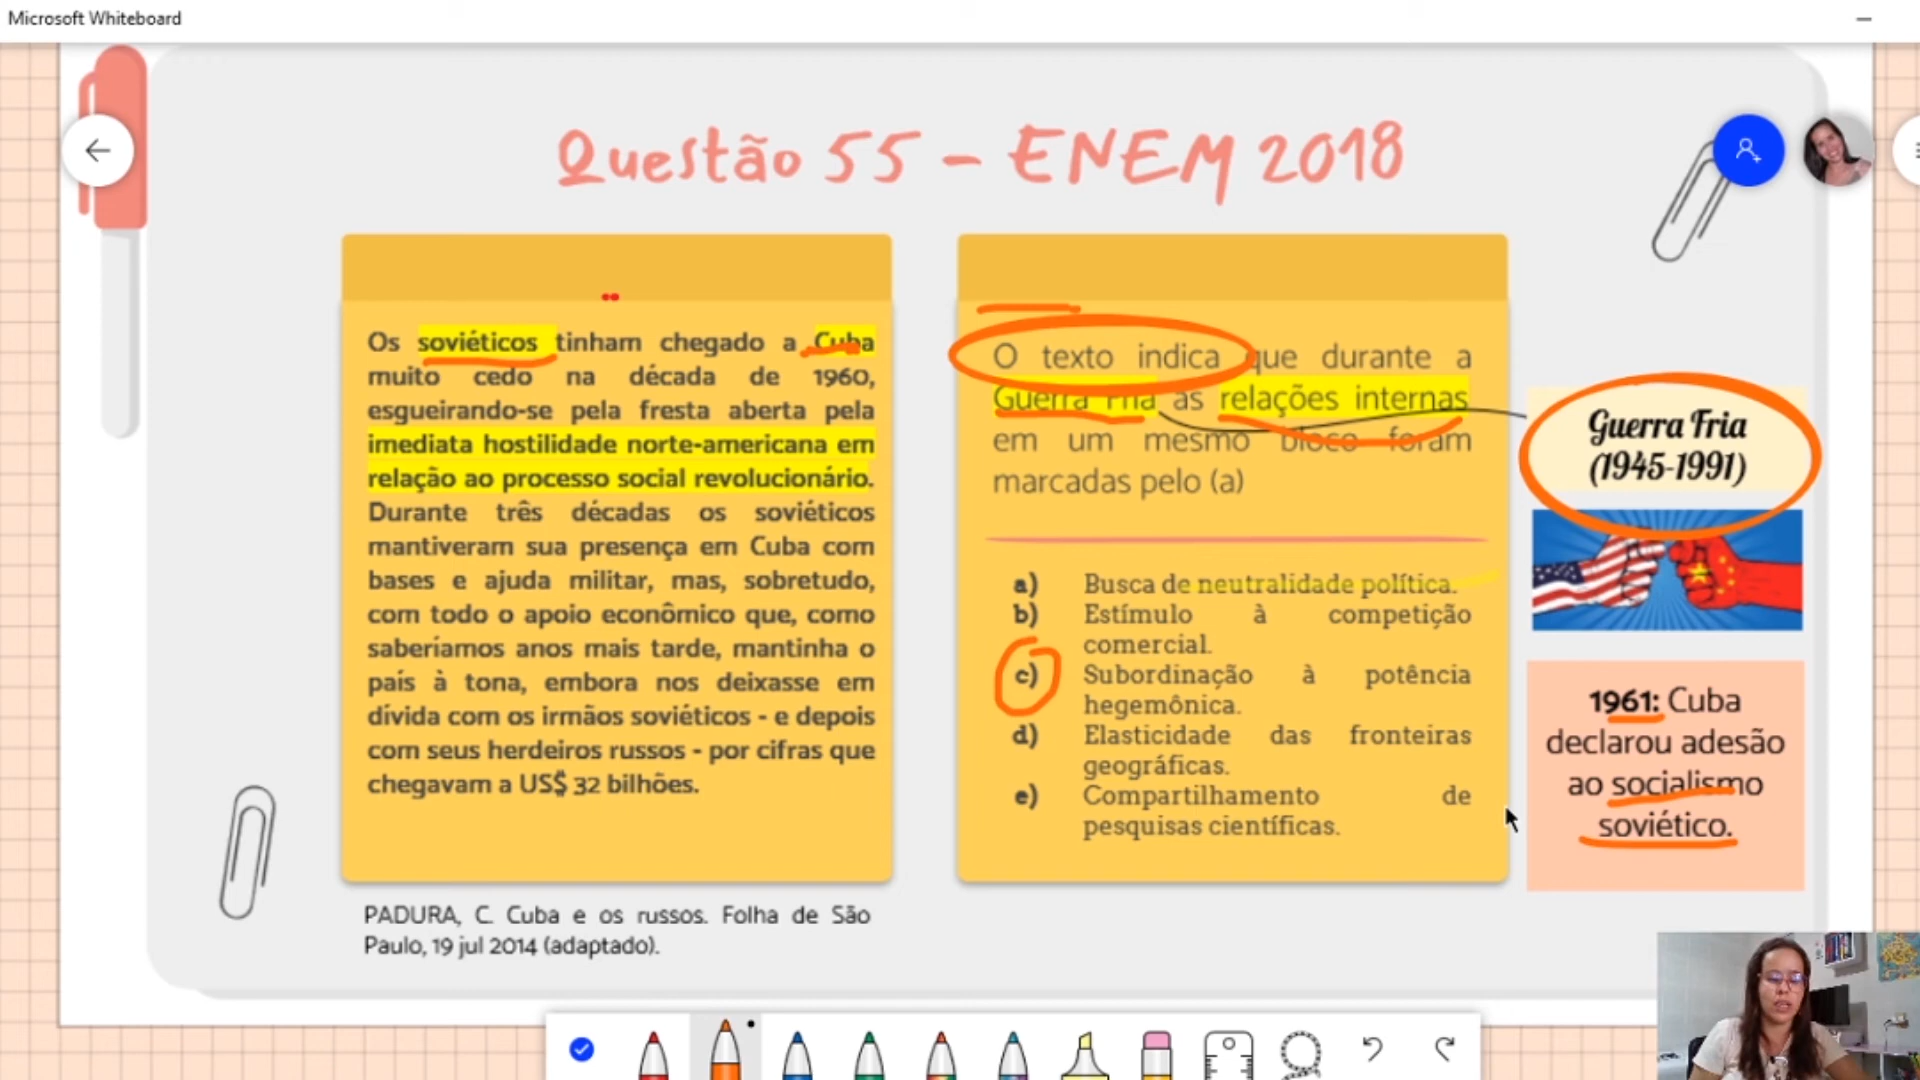 Microsoft Whiteboard
Questão 55 - ENEM 2018
Os soviéticos tinham chegado a Cuba
muito cedo na década de 1960,
esgueirando-se pela fresta aberta pela
imediata hostilidade norte-americana em
relação ao processo social revolucionário.
Durante três décadas os soviéticos
mantiveram sua presença em Cuba com
bases e ajuda militar, mas, sobretudo,
com todo o apoio econômico que, como
saberíamos anos mais tarde, mantinha o
país à tona, embora nos deixasse em
dívida com os irmãos soviéticos - e depois
com seus herdeiros russos - por cifras que
chegavam a US$ 32 bilhões.
PADURA, C. Cuba e os russos. Folha de São
Paulo, 19 jul 2014 (adaptado).
O texto indica que durante a
Guerra Fria as relações internas
em um mesmo bloco foram
marcadas pelo (a)
a) Busca de neutralidade política.
b) Estímulo à competição
comercial.
c) Subordinação à potência
hegemônica.
d) Elasticidade das fronteiras
geográficas.
e) Compartilhamento de
pesquisas científicas.
Guerra Fria
(1945-1991)
1961: Cuba
declarou adesão
ao socialismo
soviético.